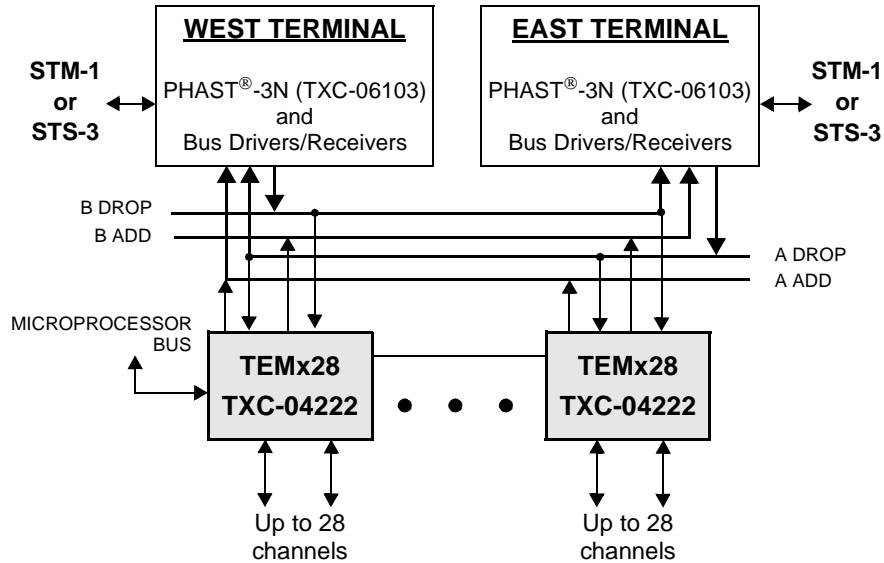 WEST TERMINAL
PHAST®-3N (TXC-06103)
and
Bus Drivers/Receivers
EAST TERMINAL
PHAST®-3N (TXC-06103)
and
Bus Drivers/Receivers
STM-1
or
STS-3
STM-1
or
STS-3
B DROP
B ADD
A DROP
A ADD
MICROPROCESSOR
BUS
TEMx28
TXC-04222
TEMx28
TXC-04222
Up to 28
channels
Up to 28
channels